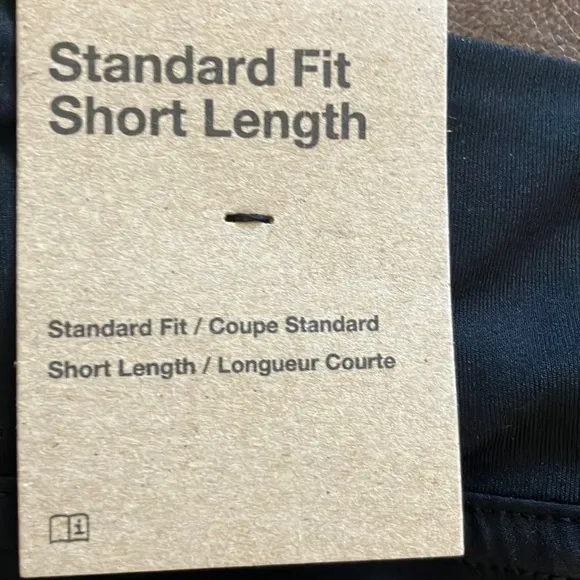 Standard Fit
Short Length
Standard Fit / Coupe Standard
Short Length / Longueur Courte
i